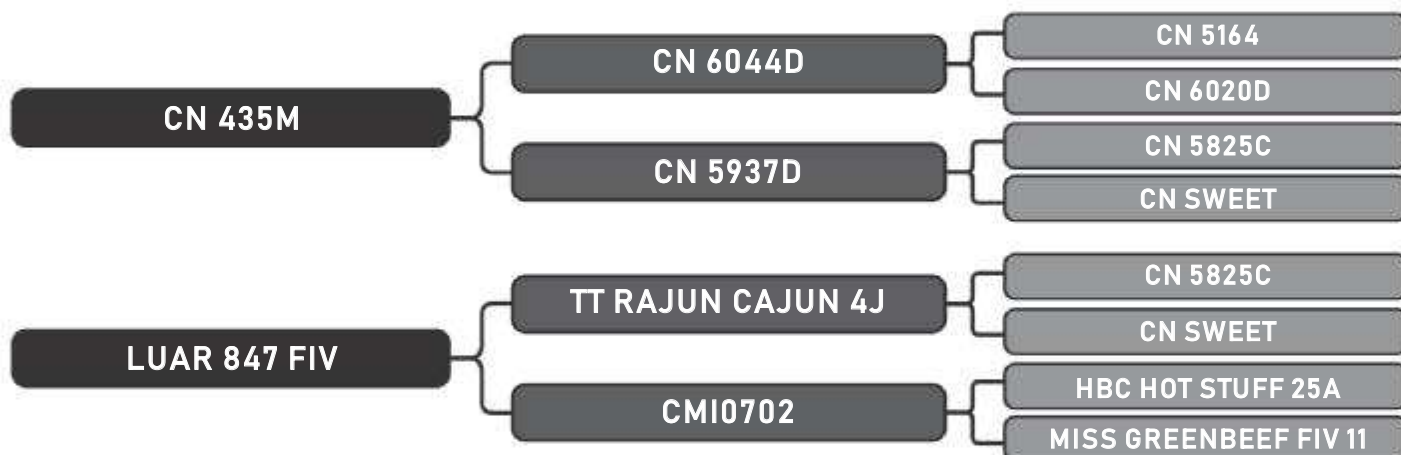 CN 435M
CN 6044D
CN 5164
CN 6020D
CN 5937D
CN 5825C
CN SWEET
LUAR 847 FIV
TT RAJUN CAJUN 4J
CN 5825C
CN SWEET
CMI0702
HBC HOT STUFF 25A
MISS GREENBEEF FIV 11